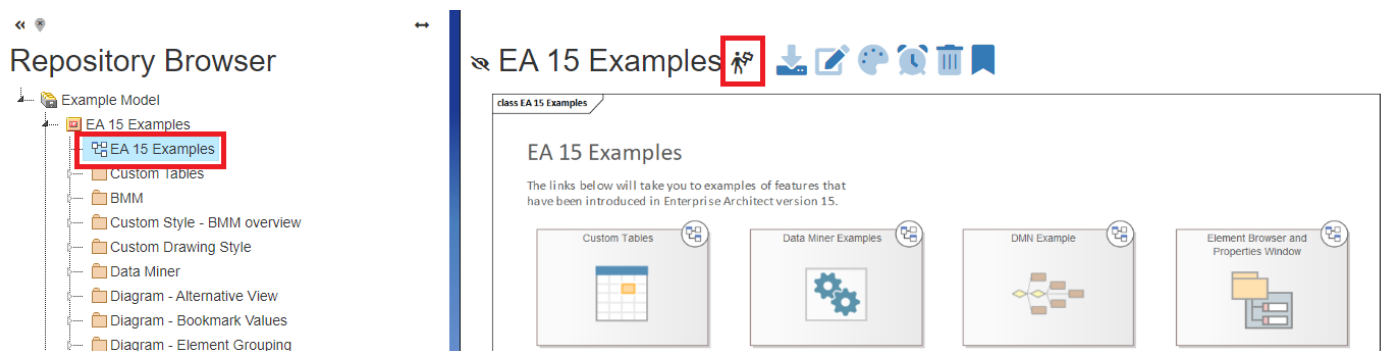 Repository Browser
Example Model
EA 15 Examples
EA 15 Examples
Custom Tables
BMM
Custom Style - BMM overview
Custom Drawing Style
Data Miner
Diagram - Alternative View
Diagram - Bookmark Values
Diagram - Element Grouping
EA 15 Examples
class EA 15 Examples
EA 15 Examples
The links below will take you to examples of features that
have been introduced in Enterprise Architect version 15.
Custom Tables
Data Miner Examples
DMN Example
Element Browser and
Properties Window